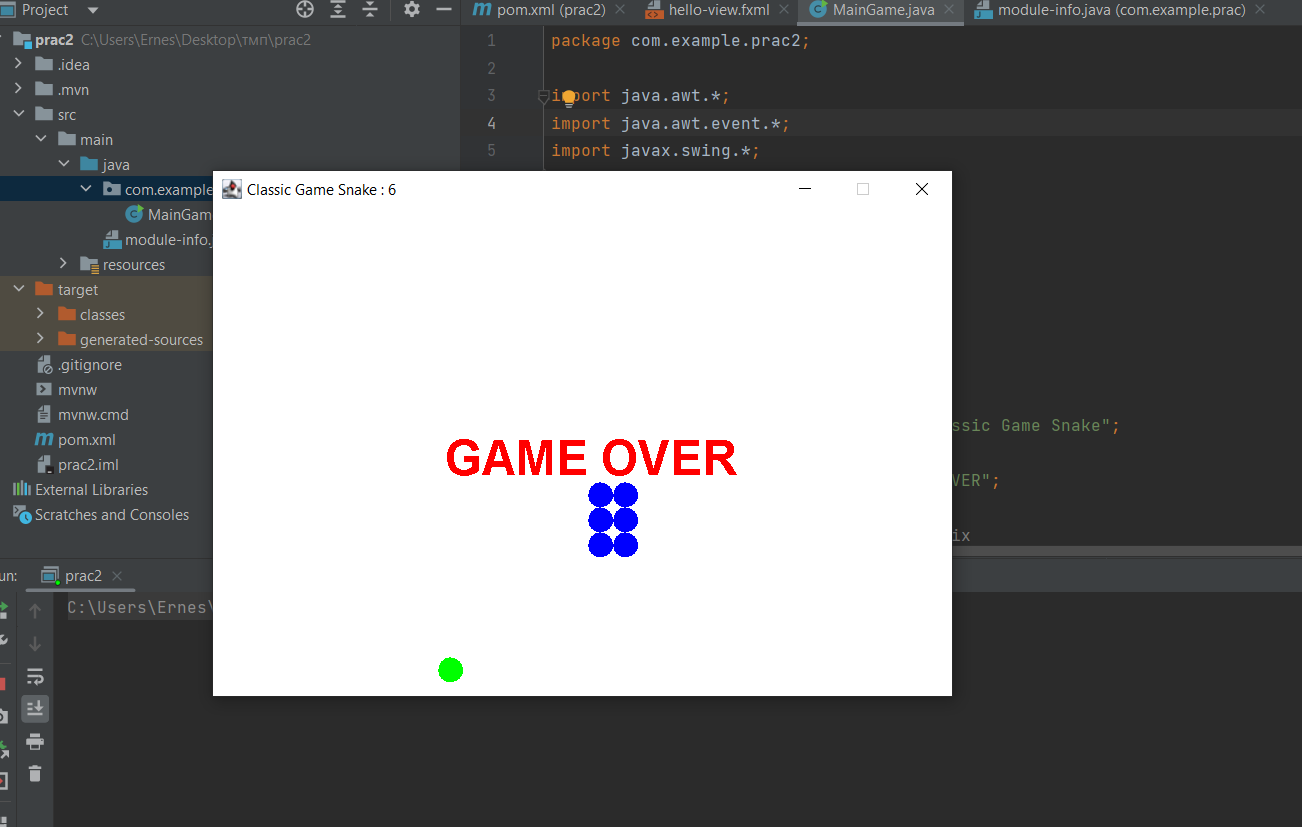 Project
pom.xml (prac2)
hello-view.fxml
MainGame.java
module-info.java (com.example.prac)
prac2 C:\Users\Ernes\Desktop\тмп\prac2
.idea
.mvn
src
main
java
com.example
MainGam
module-info.
resources
target
classes
generated-sources
.gitignore
mvnw
mvnw.cmd
pom.xml
prac2.iml
External Libraries
Scratches and Consoles
1 package com.example.prac2;
2
3 import java.awt.*;
4 import java.awt.event.*;
5 import javax.swing.*;
ssic Game Snake";
VER";
ix
Classic Game Snake : 6
GAME OVER
un: prac2
C:\Users\Ernes\